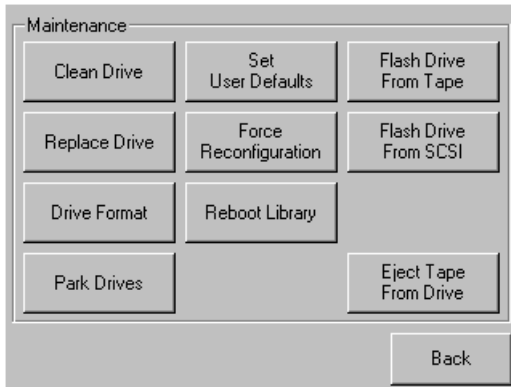 Maintenance
Clean Drive
Set
User Defaults
Flash Drive
From Tape
Replace Drive
Force
Reconfiguration
Flash Drive
From SCSI
Drive Format
Reboot Library
Park Drives
Eject Tape
From Drive
Back